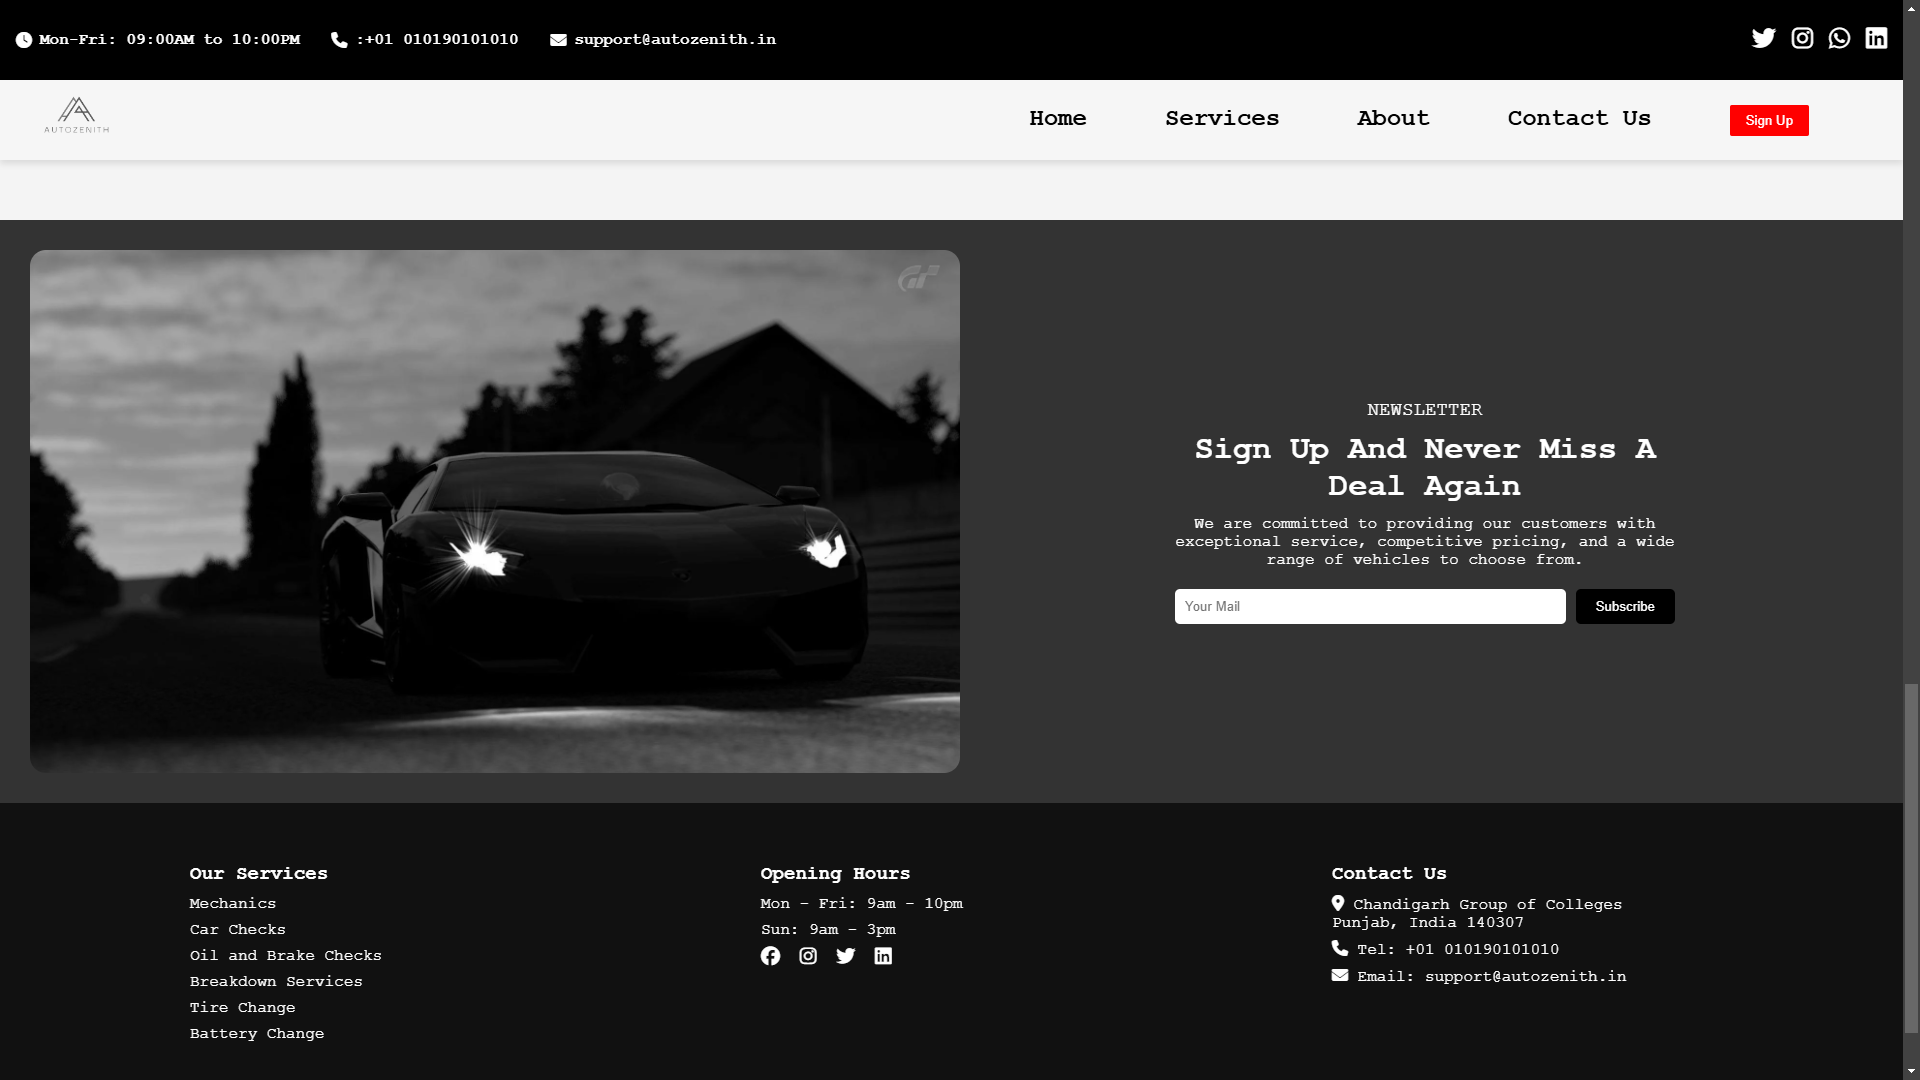 Mon-Fri: 09:00AM to 10:00PM
:+01 010190101010
support@autozenith.in
AUTOZENITH
Home
Services
About
Contact Us
Sign Up
GT
NEWSLETTER
Sign Up And Never Miss A
Deal Again
We are committed to providing our customers with
exceptional service, competitive pricing, and a wide
range of vehicles to choose from.
Your Mail
Subscribe
Our Services
Mechanics
Car Checks
Oil and Brake Checks
Breakdown Services
Tire Change
Battery Change
Opening Hours
Mon - Fri: 9am - 10pm
Sun: 9am - 3pm
Contact Us
Chandigarh Group of Colleges
Punjab, India 140307
Tel: +01 010190101010
Email: support@autozenith.in